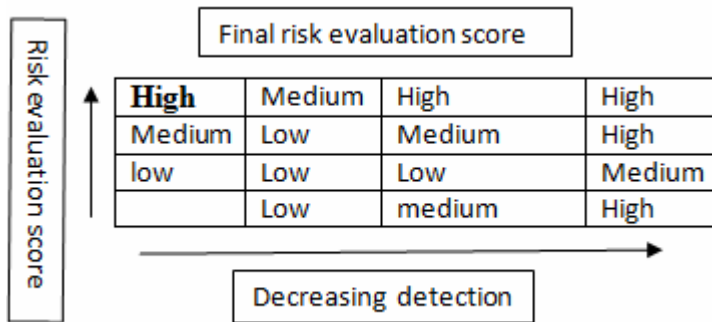 Final risk evaluation score
Risk evaluation score
High Medium High High
Medium Low Medium High
low Low Low Medium
Low medium High
Decreasing detection